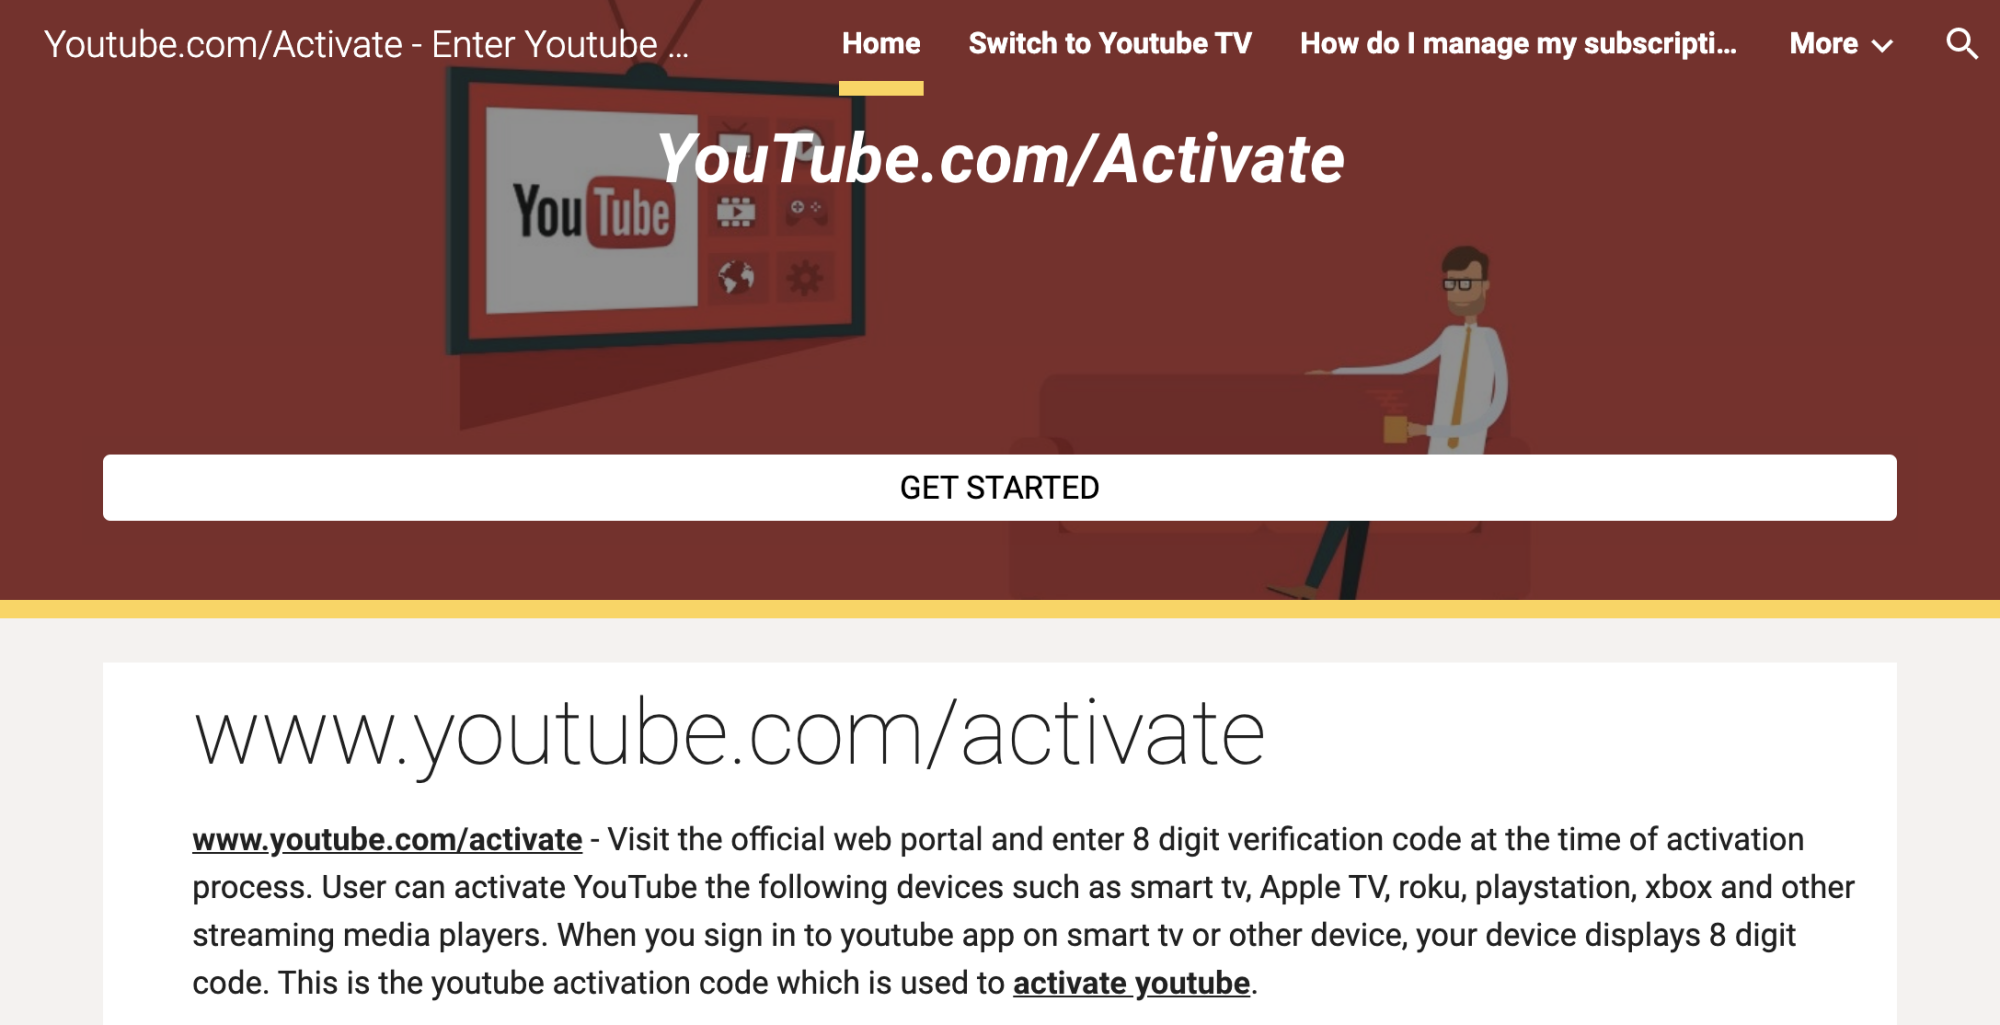 Youtube.com/Activate - Enter Youtube ...
Home
Switch to Youtube TV
How do I manage my subscripti...
More
YouTube.com/Activate
YouTube
GET STARTED
www.youtube.com/activate
www.youtube.com/activate - Visit the official web portal and enter 8 digit verification code at the time of activation
process. User can activate YouTube the following devices such as smart tv, Apple TV, roku, playstation, xbox and other
streaming media players. When you sign in to youtube app on smart tv or other device, your device displays 8 digit
code. This is the youtube activation code which is used to activate youtube.